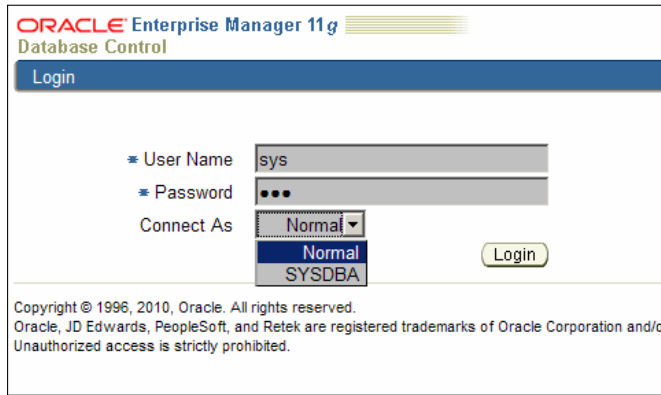 ORACLE Enterprise Manager 11g
Database Control
Login
* User Name sys
* Password •••
Connect As Normal
Normal
SYSDBA
Login
Copyright © 1996, 2010, Oracle. All rights reserved.
Oracle, JD Edwards, PeopleSoft, and Retek are registered trademarks of Oracle Corporation and/
Unauthorized access is strictly prohibited.